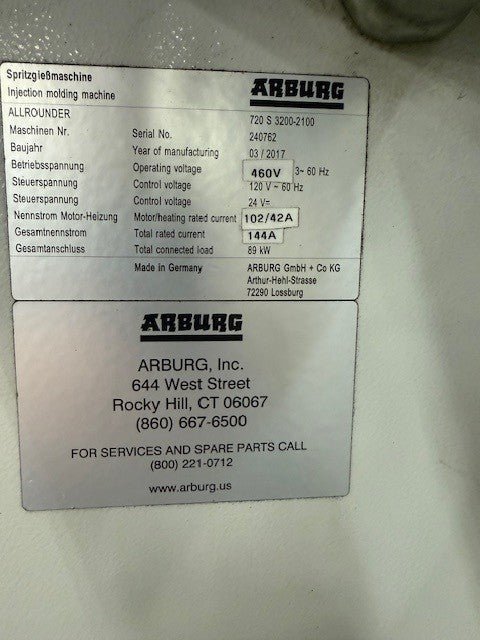 Spritzgießmaschine
Injection molding machine
ARBURG
ALLROUNDER 720 S 3200-2100
Maschinen Nr. Serial No. 240762
Baujahr Year of manufacturing 03 / 2017
Betriebsspannung Operating voltage 460V 3~ 60 Hz
Steuerspannung Control voltage 120 V ~ 60 Hz
Steuerspannung Control voltage 24 V=
Nennstrom Motor-Heizung Motor/heating rated current 102/42A
Gesamtnennstrom Total rated current 144A
Gesamtanschluss Total connected load 89 kW
Made in Germany ARBURG GmbH + Co KG
Arthur-Hehl-Strasse
72290 Lossburg
ARBURG
ARBURG, Inc.
644 West Street
Rocky Hill, CT 06067
(860) 667-6500
FOR SERVICES AND SPARE PARTS CALL
(800) 221-0712
www.arburg.us